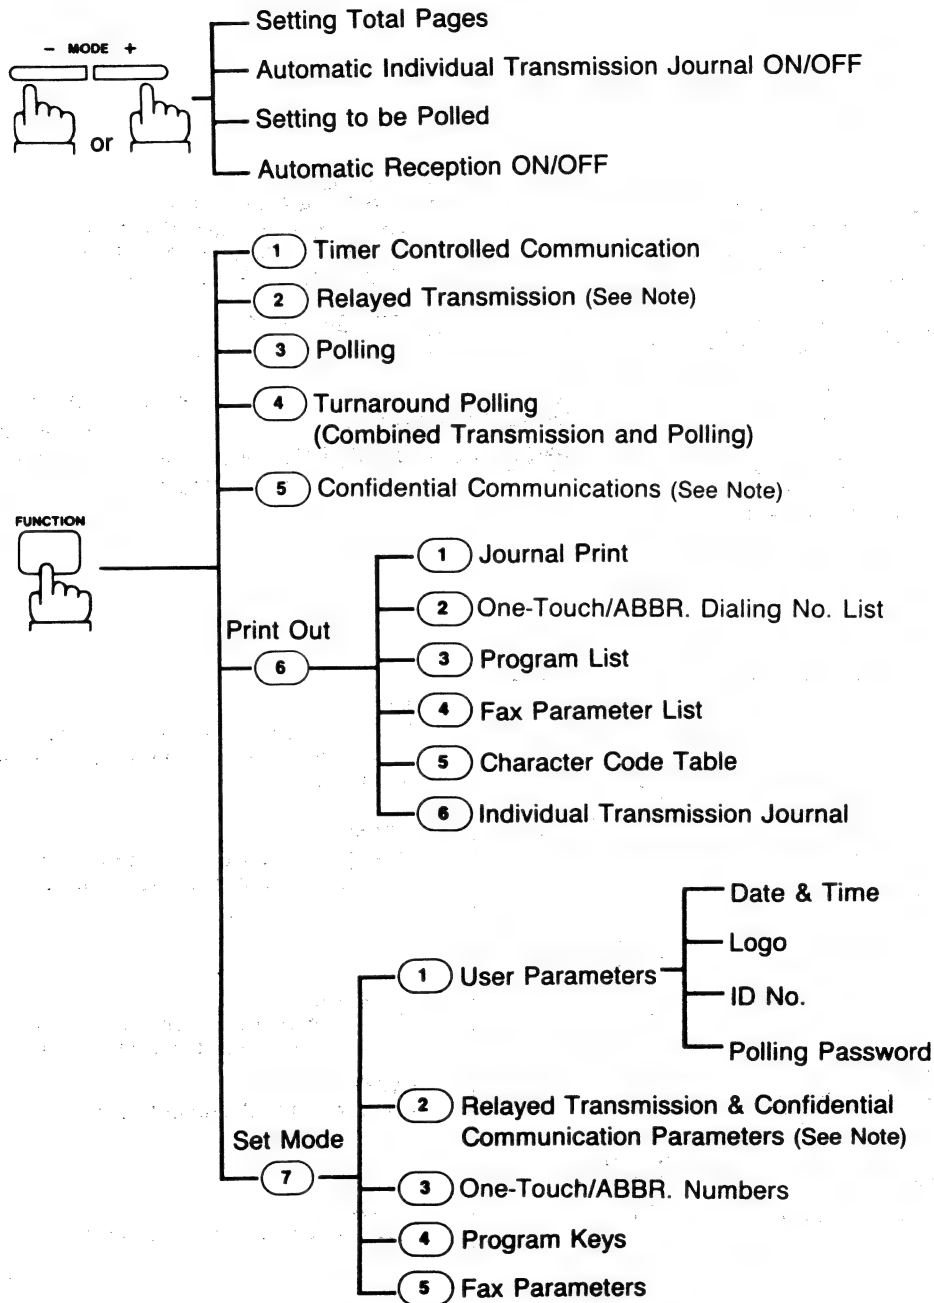 − MODE +
or
Setting Total Pages
Automatic Individual Transmission Journal ON/OFF
Setting to be Polled
Automatic Reception ON/OFF
FUNCTION
1 Timer Controlled Communication
2 Relayed Transmission (See Note)
3 Polling
4 Turnaround Polling
(Combined Transmission and Polling)
5 Confidential Communications (See Note)
Print Out
6
1 Journal Print
2 One-Touch/ABBR. Dialing No. List
3 Program List
4 Fax Parameter List
5 Character Code Table
6 Individual Transmission Journal
Set Mode
7
1 User Parameters
Date & Time
Logo
ID No.
Polling Password
2 Relayed Transmission & Confidential
Communication Parameters (See Note)
3 One-Touch/ABBR. Numbers
4 Program Keys
5 Fax Parameters